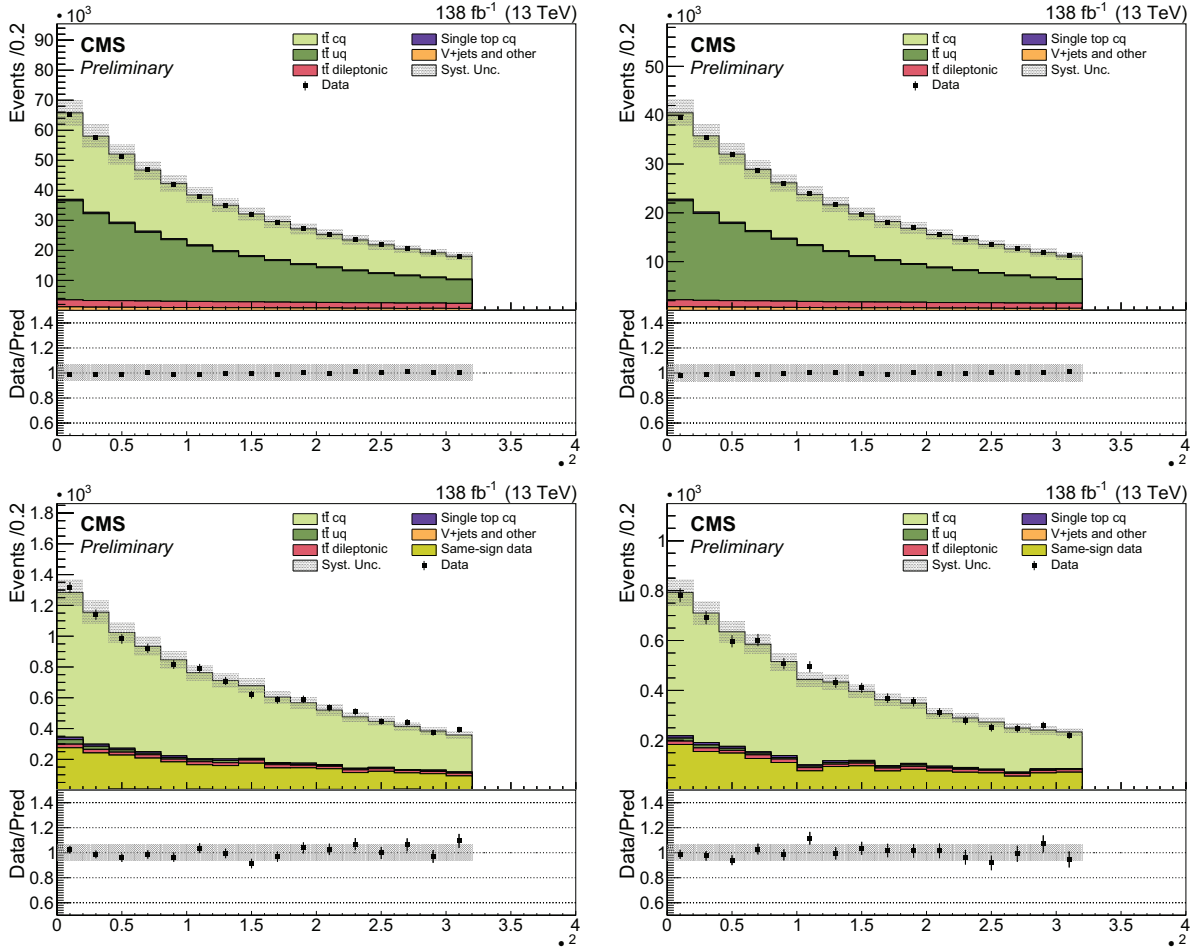 • 10³ 138 fb⁻¹ (13 TeV)
CMS
Preliminary
tt̄ cq Single top cq
tt̄ uq V+jets and other
tt̄ dileptonic Syst. Unc.
Data
Events /0.2
90
80
70
60
50
40
30
20
10
Data/Pred
1.4
1.2
1
0.8
0.6
0 0.5 1 1.5 2 2.5 3 3.5 4
• ²
• 10³ 138 fb⁻¹ (13 TeV)
CMS
Preliminary
tt̄ cq Single top cq
tt̄ uq V+jets and other
tt̄ dileptonic Syst. Unc.
Data
Events /0.2
50
40
30
20
10
Data/Pred
1.4
1.2
1
0.8
0.6
0 0.5 1 1.5 2 2.5 3 3.5 4
• ²
• 10³ 138 fb⁻¹ (13 TeV)
CMS
Preliminary
tt̄ cq Single top cq
tt̄ uq V+jets and other
tt̄ dileptonic Same-sign data
Syst. Unc. Data
Events /0.2
1.8
1.6
1.4
1.2
1
0.8
0.6
0.4
0.2
Data/Pred
1.4
1.2
1
0.8
0.6
0 0.5 1 1.5 2 2.5 3 3.5 4
• ²
• 10³ 138 fb⁻¹ (13 TeV)
CMS
Preliminary
tt̄ cq Single top cq
tt̄ uq V+jets and other
tt̄ dileptonic Same-sign data
Syst. Unc. Data
Events /0.2
1
0.8
0.6
0.4
0.2
Data/Pred
1.4
1.2
1
0.8
0.6
0 0.5 1 1.5 2 2.5 3 3.5 4
• ²